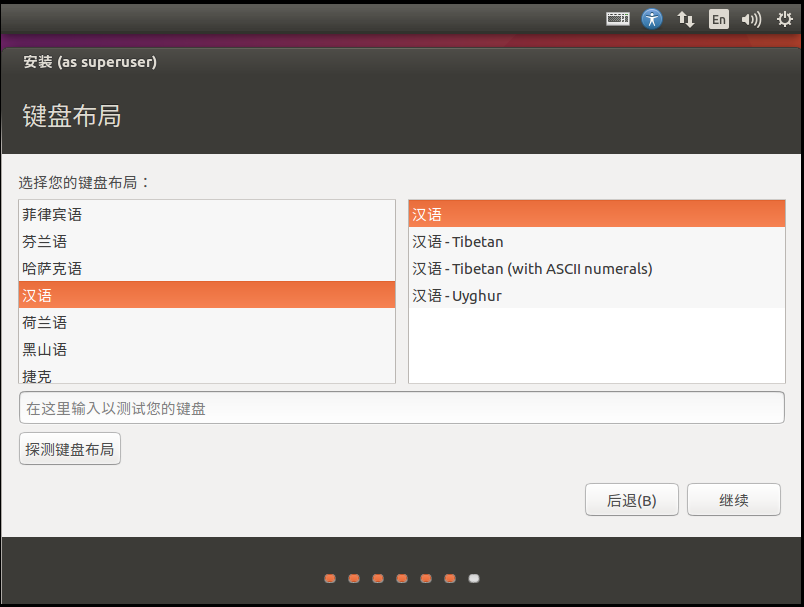 En
安装 (as superuser)
键盘布局
选择您的键盘布局：
菲律宾语
芬兰语
哈萨克语
汉语
荷兰语
黑山语
捷克
汉语
汉语 - Tibetan
汉语 - Tibetan (with ASCII numerals)
汉语 - Uyghur
在这里输入以测试您的键盘
探测键盘布局
后退(B)
继续